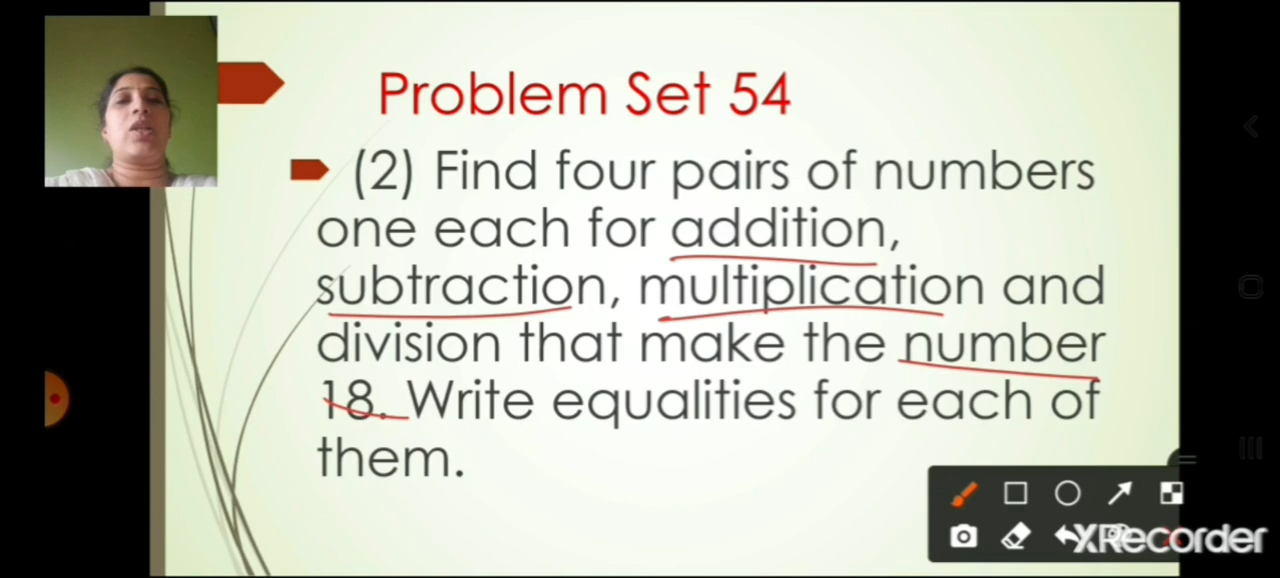 Problem Set 54
(2) Find four pairs of numbers
one each for addition,
subtraction, multiplication and
division that make the number
18. Write equalities for each of
them.
XRecorder